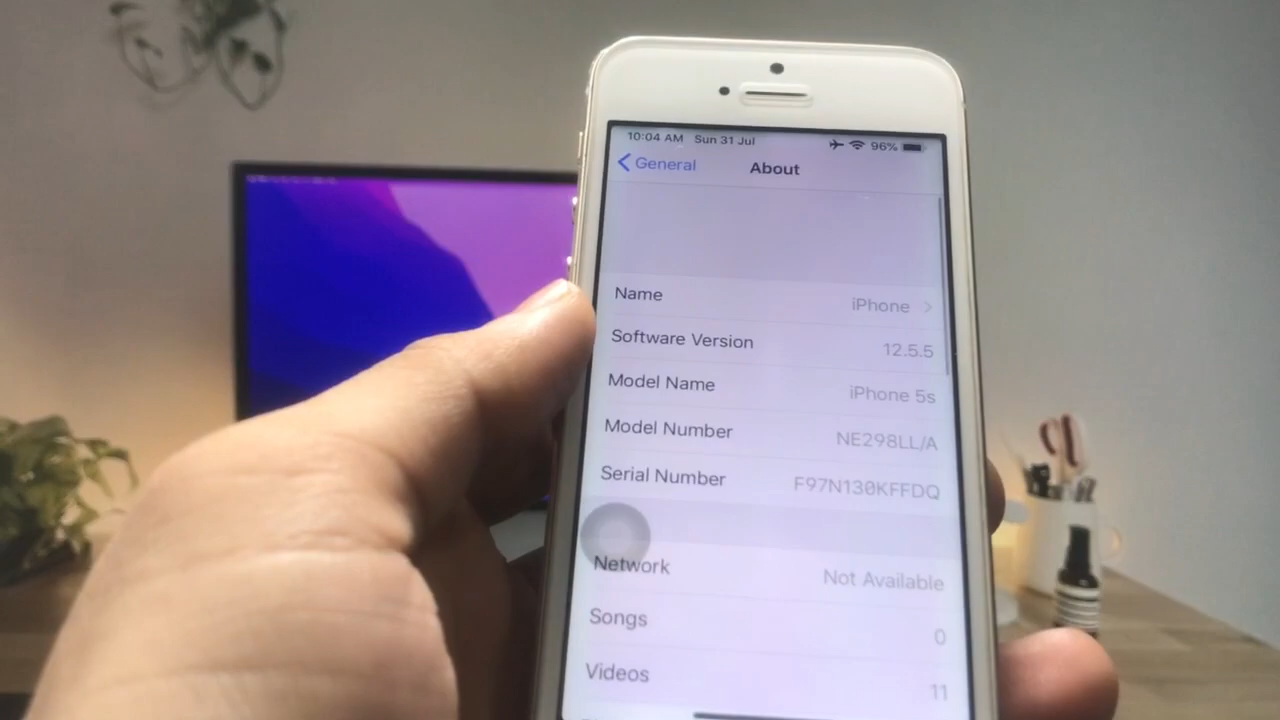 10:04 AM Sun 31 Jul 96%
General About
Name iPhone
Software Version 12.5.5
Model Name iPhone 5s
Model Number NE298LL/A
Serial Number F97N130KFFDQ
Network Not Available
Songs 0
Videos 11